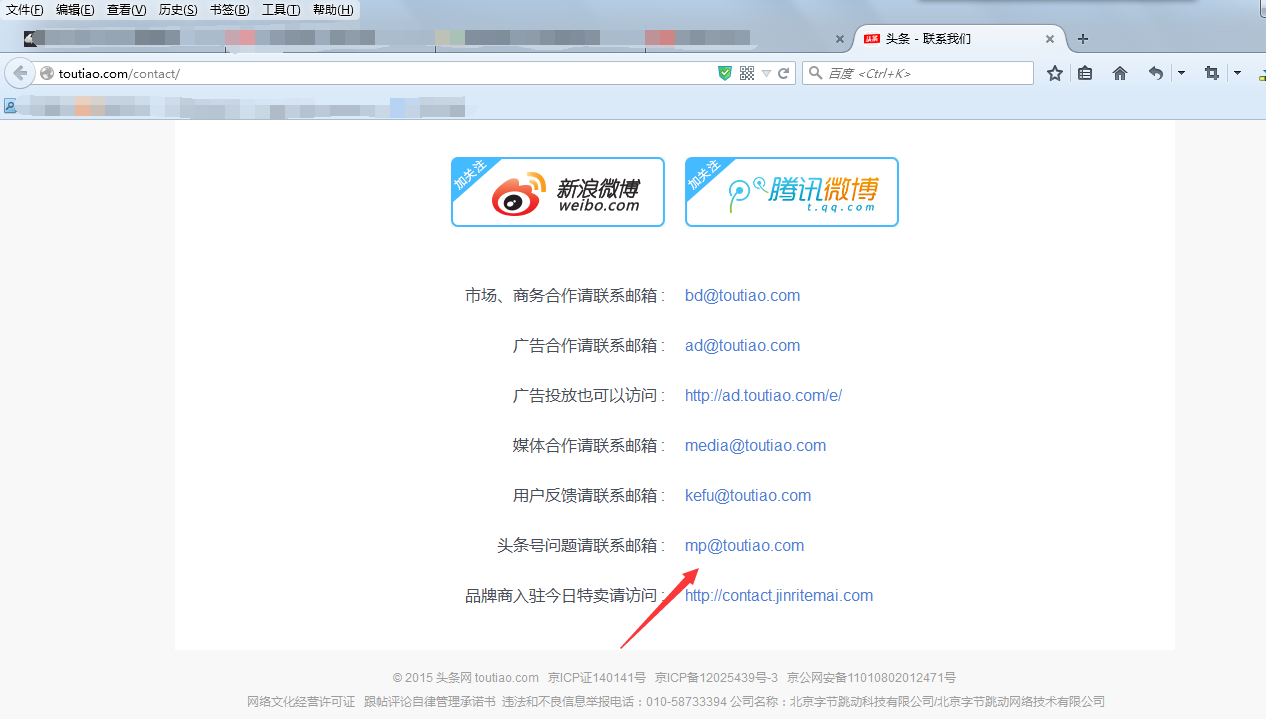 文件(F) 编辑(E) 查看(V) 历史(S) 书签(B) 工具(T) 帮助(H)
头条 头条 - 联系我们
toutiao.com/contact/ 百度 <Ctrl+K>
加关注 新浪微博 加关注 腾讯微博
weibo.com t.qq.com
市场、商务合作请联系邮箱 : bd@toutiao.com
广告合作请联系邮箱 : ad@toutiao.com
广告投放也可以访问 : http://ad.toutiao.com/e/
媒体合作请联系邮箱 : media@toutiao.com
用户反馈请联系邮箱 : kefu@toutiao.com
头条号问题请联系邮箱 : mp@toutiao.com
品牌商入驻今日特卖请访问 : http://contact.jinritemai.com
© 2015 头条网 toutiao.com 京ICP证140141号 京ICP备12025439号-3 京公网安备11010802012471号
网络文化经营许可证 跟帖评论自律管理承诺书 违法和不良信息举报电话：010-58733394 公司名称：北京字节跳动科技有限公司/北京字节跳动网络技术有限公司